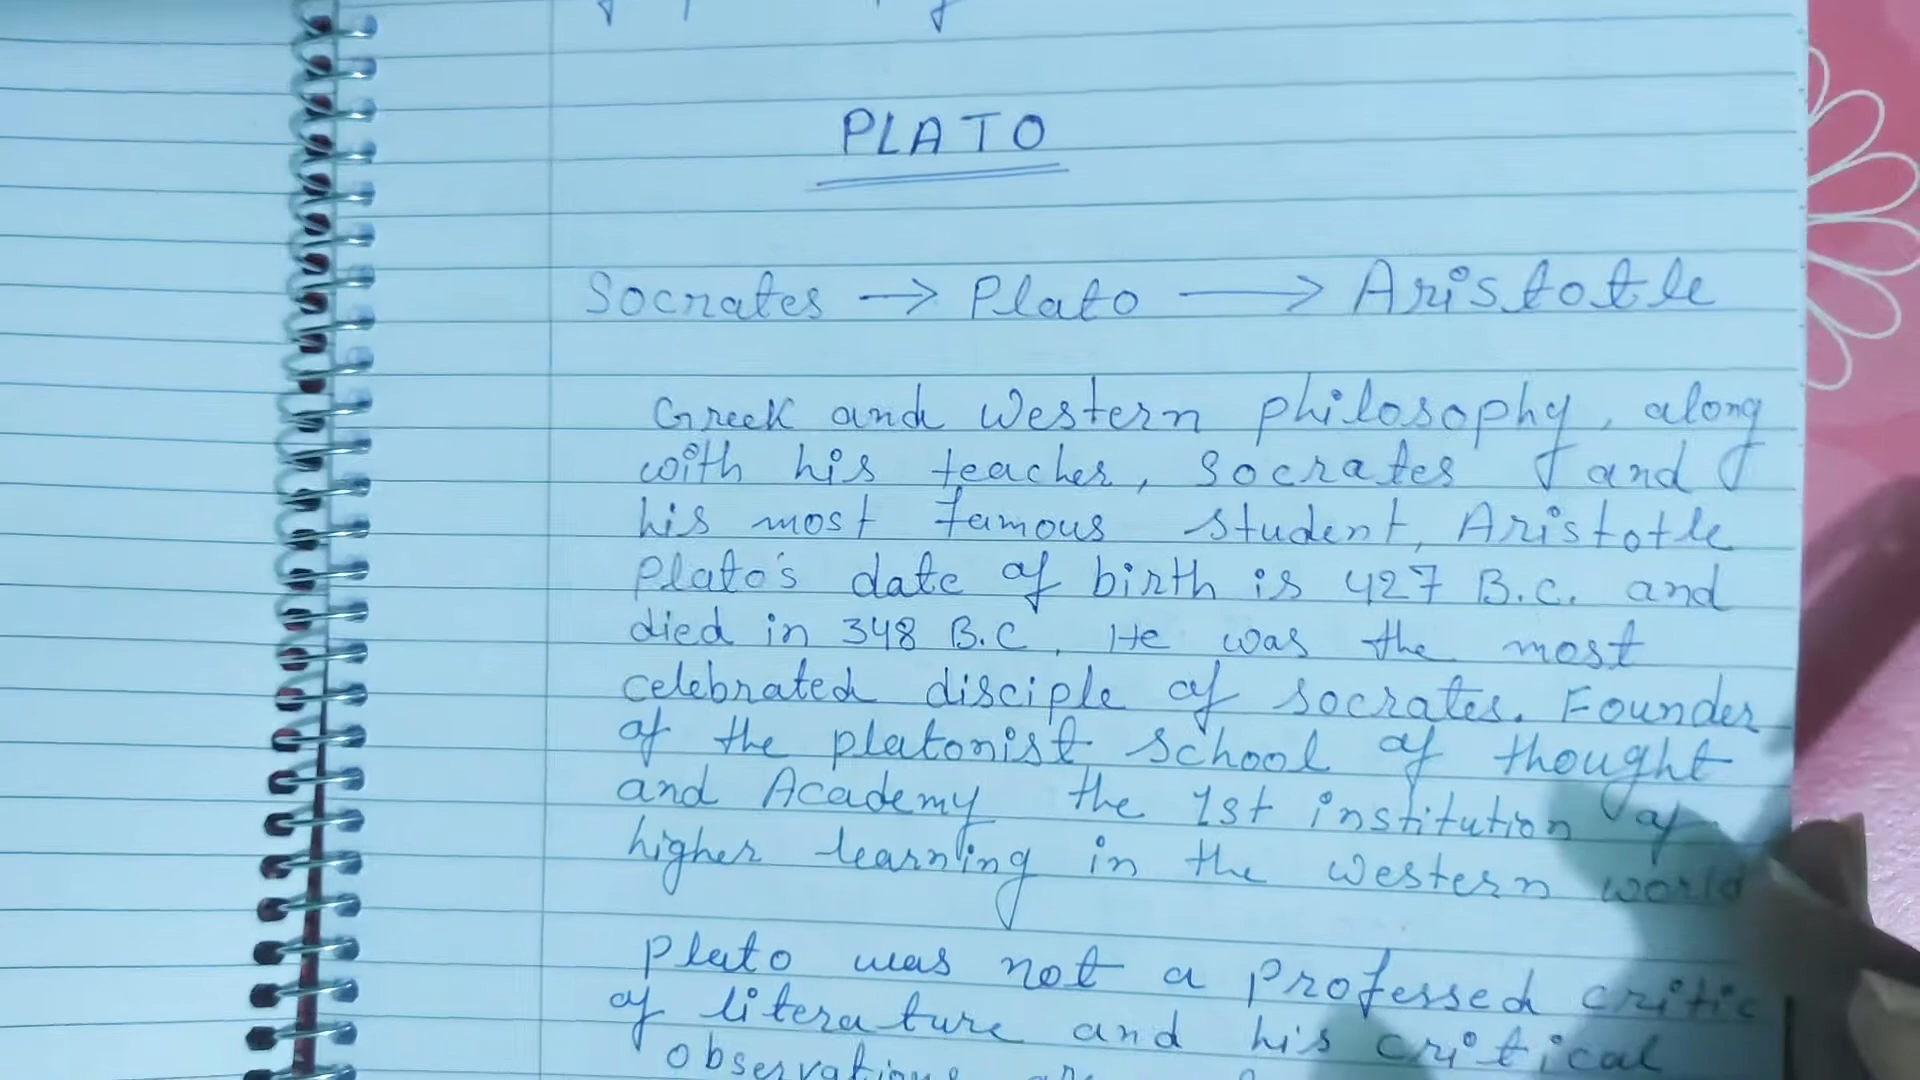 PLATO
Socrates → Plato → Aristotle
Greek and Western philosophy, along
with his teacher, Socrates and
his most famous student, Aristotle
Plato's date of birth is 427 B.C. and
died in 348 B.C. He was the most
celebrated disciple of Socrates. Founder
of the platonist school of thought
and Academy the 1st institution of
higher learning in the western world
Plato was not a professed critic
of literature and his critical
observations